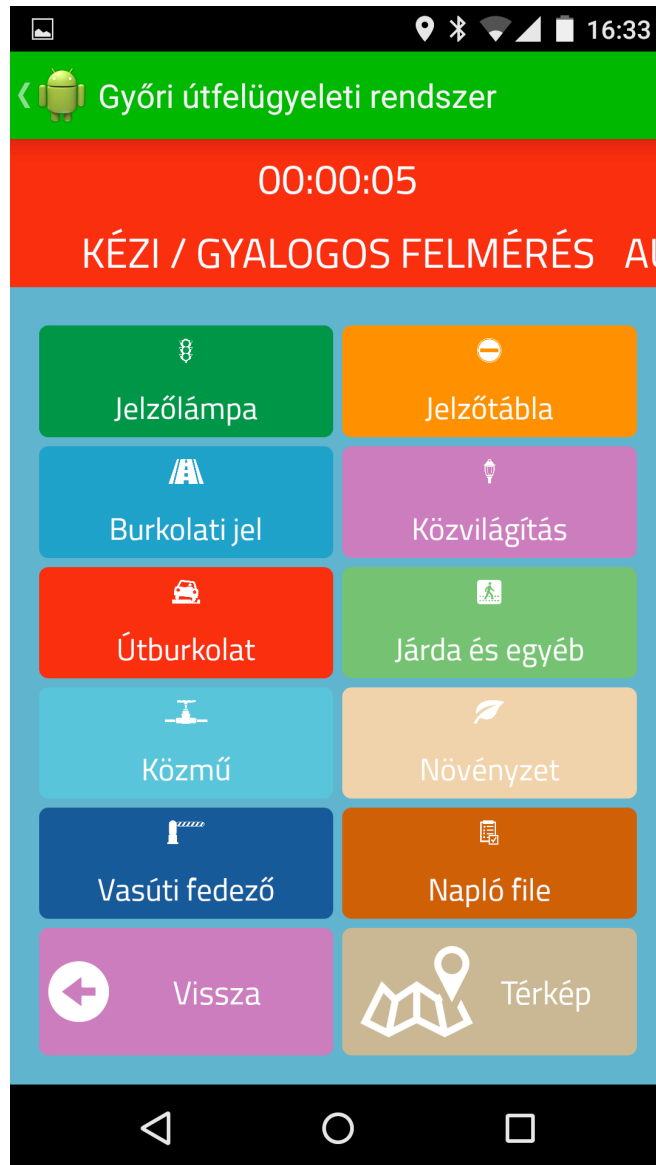 16:33
Győri útfelügyeleti rendszer
00:00:05
KÉZI / GYALOGOS FELMÉRÉS
Jelzőlámpa Jelzőtábla
Burkolati jel Közvilágítás
Útburkolat Járda és egyéb
Közmű Növényzet
Vasúti fedező Napló file
Vissza Térkép